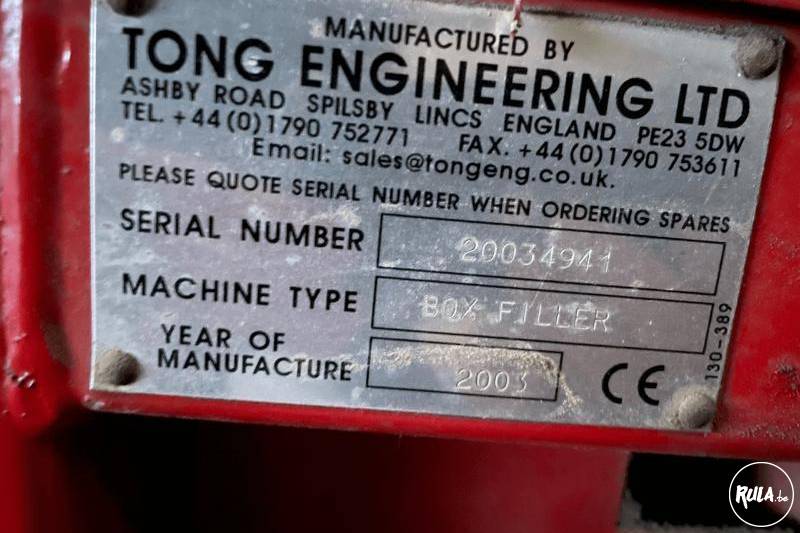 MANUFACTURED BY
TONG ENGINEERING LTD
ASHBY ROAD SPILSBY LINCS ENGLAND PE23 5DW
TEL. +44(0)1790 752771 FAX. +44(0)1790 753611
Email: sales@tongeng.co.uk.
PLEASE QUOTE SERIAL NUMBER WHEN ORDERING SPARES
SERIAL NUMBER 20034941
MACHINE TYPE BOX FILLER
YEAR OF
MANUFACTURE 2003
CE
130-389
RULA.be